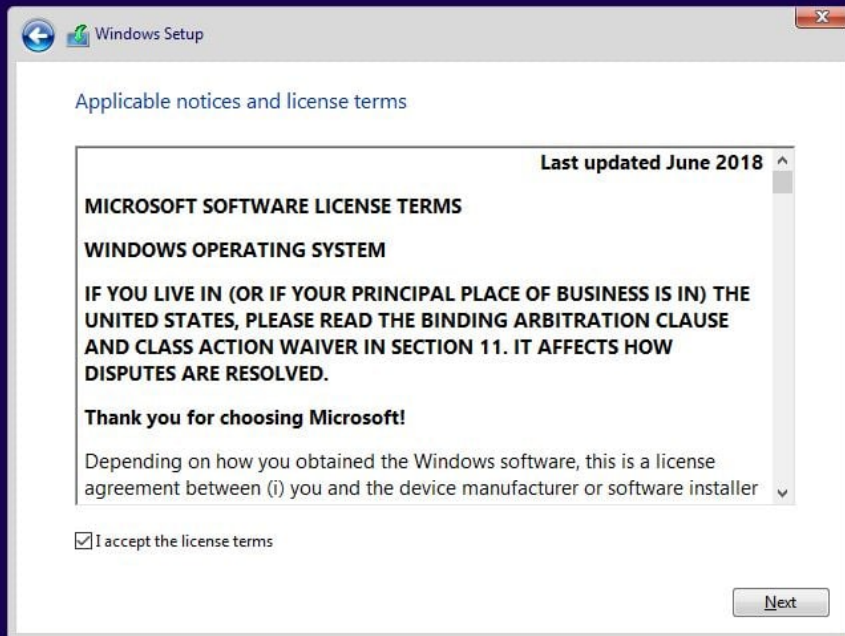 Windows Setup
Applicable notices and license terms
Last updated June 2018
MICROSOFT SOFTWARE LICENSE TERMS
WINDOWS OPERATING SYSTEM
IF YOU LIVE IN (OR IF YOUR PRINCIPAL PLACE OF BUSINESS IS IN) THE
UNITED STATES, PLEASE READ THE BINDING ARBITRATION CLAUSE
AND CLASS ACTION WAIVER IN SECTION 11. IT AFFECTS HOW
DISPUTES ARE RESOLVED.
Thank you for choosing Microsoft!
Depending on how you obtained the Windows software, this is a license
agreement between (i) you and the device manufacturer or software installer
I accept the license terms
Next